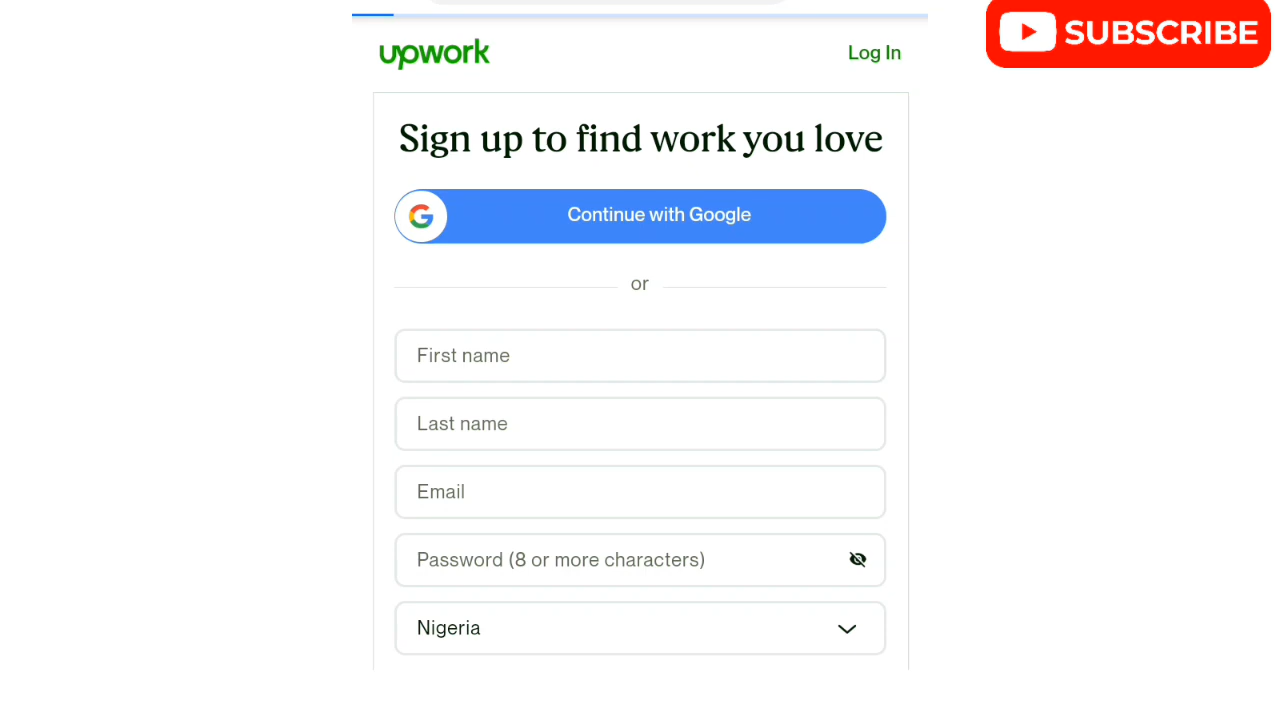 SUBSCRIBE
upwork
Log In
Sign up to find work you love
Continue with Google
or
First name
Last name
Email
Password (8 or more characters)
Nigeria